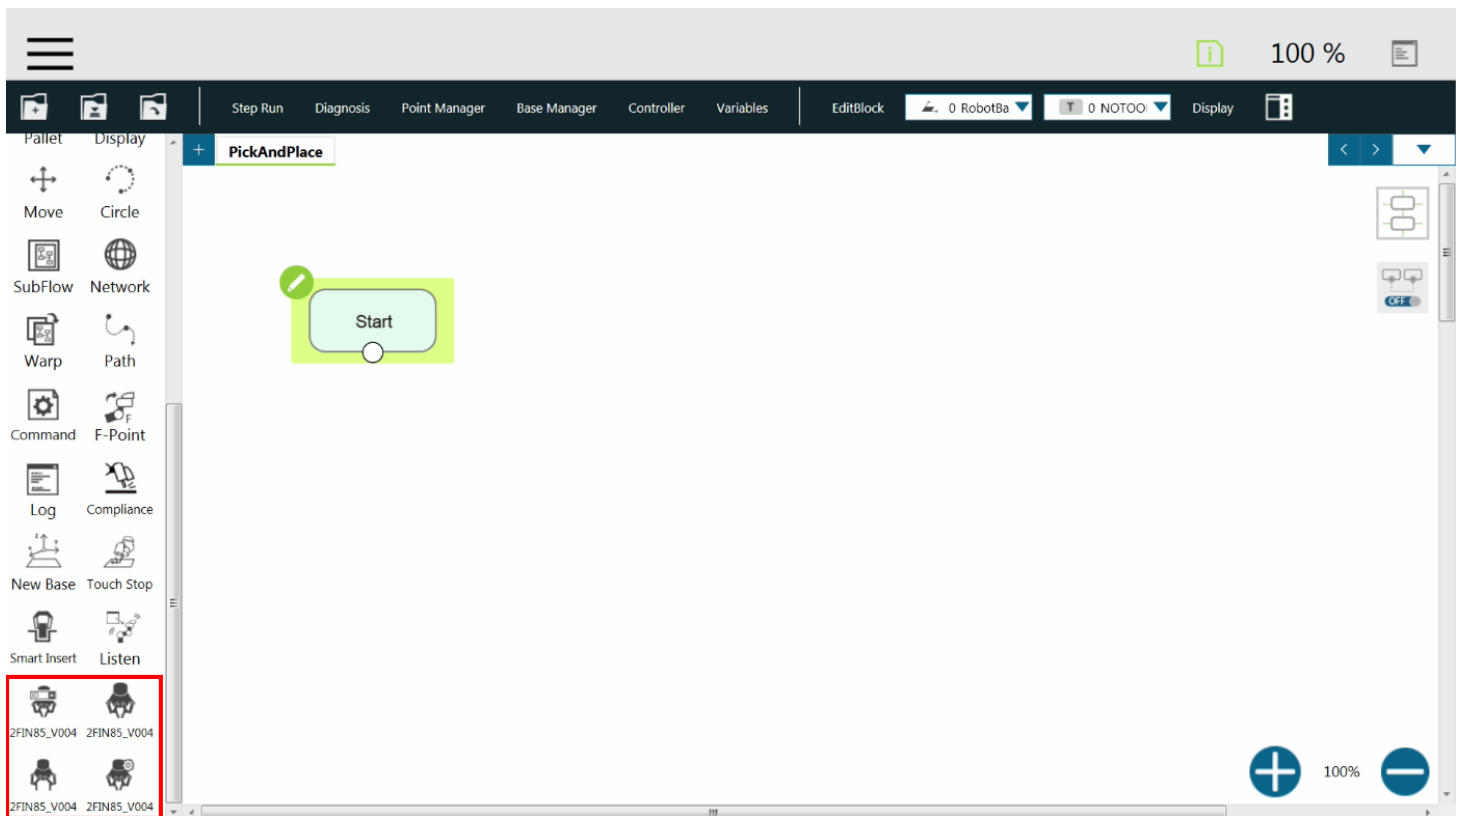 100 %
Step Run Diagnosis Point Manager Base Manager Controller Variables EditBlock 0 RobotBa T 0 NOTOO Display
Pallet Display
+ PickAndPlace
Move Circle
SubFlow Network
Warp Path
Command F-Point
Log Compliance
New Base Touch Stop
Smart Insert Listen
2FIN85_V004 2FIN85_V004
2FIN85_V004 2FIN85_V004
Start
OFF
100%